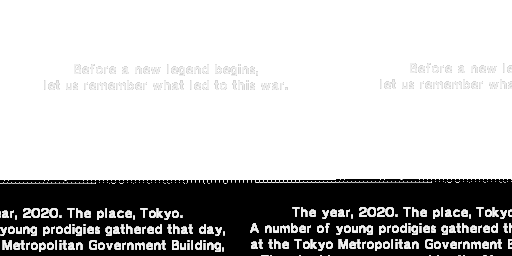 Before a new legend begins,
let us remember what led to this war.
Before a new le
let us remember wha
ar, 2020. The place, Tokyo.
young prodigies gathered that day,
Metropolitan Government Building,
The year, 2020. The place, Tokyo
A number of young prodigies gathered th
at the Tokyo Metropolitan Government B